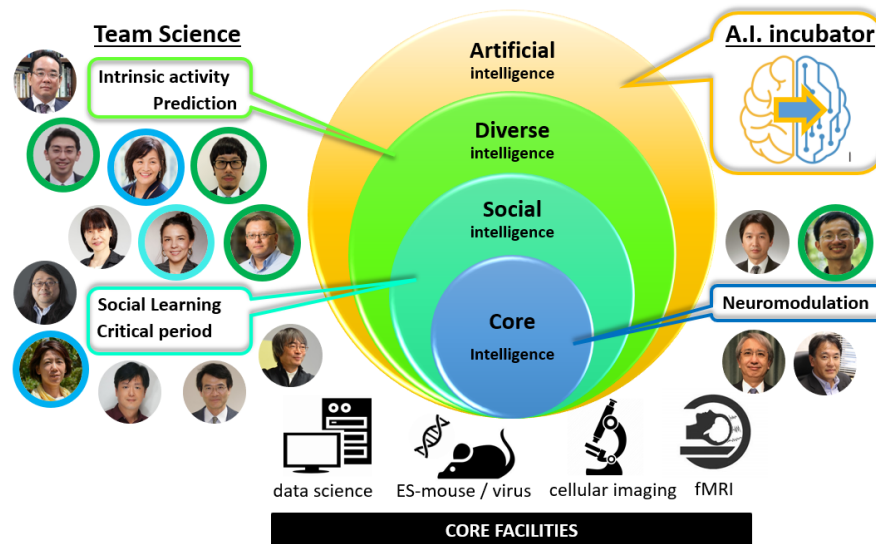 Team Science
Intrinsic activity
Prediction
Social Learning
Critical period
Artificial
intelligence
Diverse
intelligence
Social
intelligence
Core
Intelligence
A.I. incubator
Neuromodulation
data science
ES-mouse / virus
cellular imaging
fMRI
CORE FACILITIES